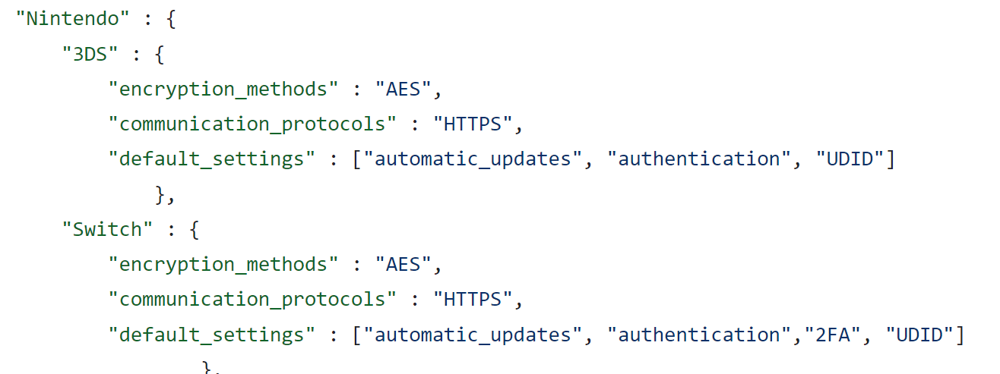 "Nintendo" : {
"3DS" : {
"encryption_methods" : "AES",
"communication_protocols" : "HTTPS",
"default_settings" : ["automatic_updates", "authentication", "UDID"]
},
"Switch" : {
"encryption_methods" : "AES",
"communication_protocols" : "HTTPS",
"default_settings" : ["automatic_updates", "authentication","2FA", "UDID"]
},